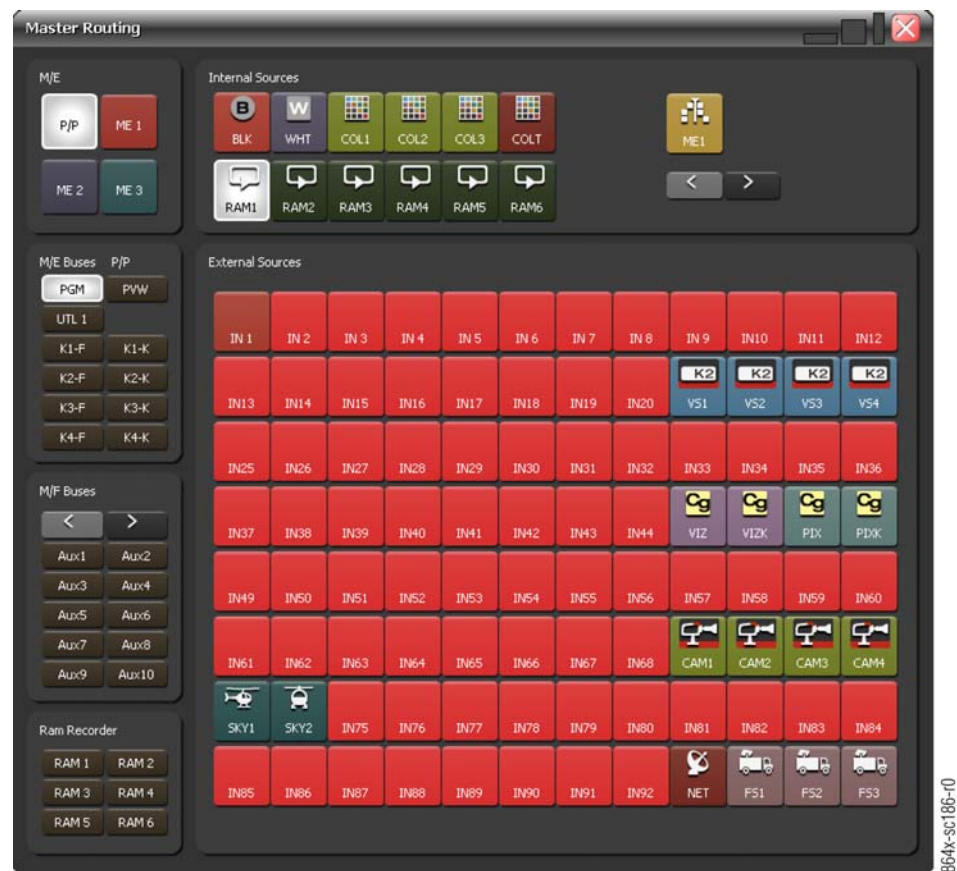 Master Routing
M/E
P/P ME 1
ME 2 ME 3
Internal Sources
B W
BLK WHT COL1 COL2 COL3 COLT ME1
RAM1 RAM2 RAM3 RAM4 RAM5 RAM6
< >
M/E Buses P/P
PGM PVW
UTL 1
K1-F K1-K
K2-F K2-K
K3-F K3-K
K4-F K4-K
M/F Buses
< >
Aux1 Aux2
Aux3 Aux4
Aux5 Aux6
Aux7 Aux8
Aux9 Aux10
Ram Recorder
RAM 1 RAM 2
RAM 3 RAM 4
RAM 5 RAM 6
External Sources
IN 1 IN 2 IN 3 IN 4 IN 5 IN 6 IN 7 IN 8 IN 9 IN10 IN11 IN12
K2 K2 K2 K2
IN13 IN14 IN15 IN16 IN17 IN18 IN19 IN20 VS1 VS2 VS3 VS4
IN25 IN26 IN27 IN28 IN29 IN30 IN31 IN32 IN33 IN34 IN35 IN36
Cg Cg Cg Cg
IN37 IN38 IN39 IN40 IN41 IN42 IN43 IN44 VIZ VIZK PIX PIXK
IN49 IN50 IN51 IN52 IN53 IN54 IN55 IN56 IN57 IN58 IN59 IN60
IN61 IN62 IN63 IN64 IN65 IN66 IN67 IN68 CAM1 CAM2 CAM3 CAM4
SKY1 SKY2 IN75 IN76 IN77 IN78 IN79 IN80 IN81 IN82 IN83 IN84
IN85 IN86 IN87 IN88 IN89 IN90 IN91 IN92 NET FS1 FS2 FS3
864x-sc186-r0